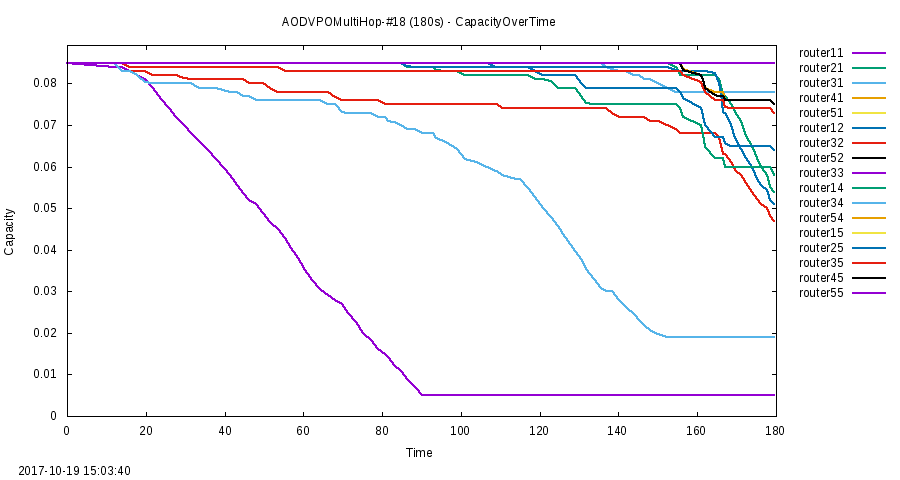 AODVPOMultiHop-#18 (180s) - CapacityOverTime
router11
router21
router31
router41
router51
router12
router32
router52
router33
router14
router34
router54
router15
router25
router35
router45
router55
Capacity
0.08
0.07
0.06
0.05
0.04
0.03
0.02
0.01
0
0 20 40 60 80 100 120 140 160 180
Time
2017-10-19 15:03:40